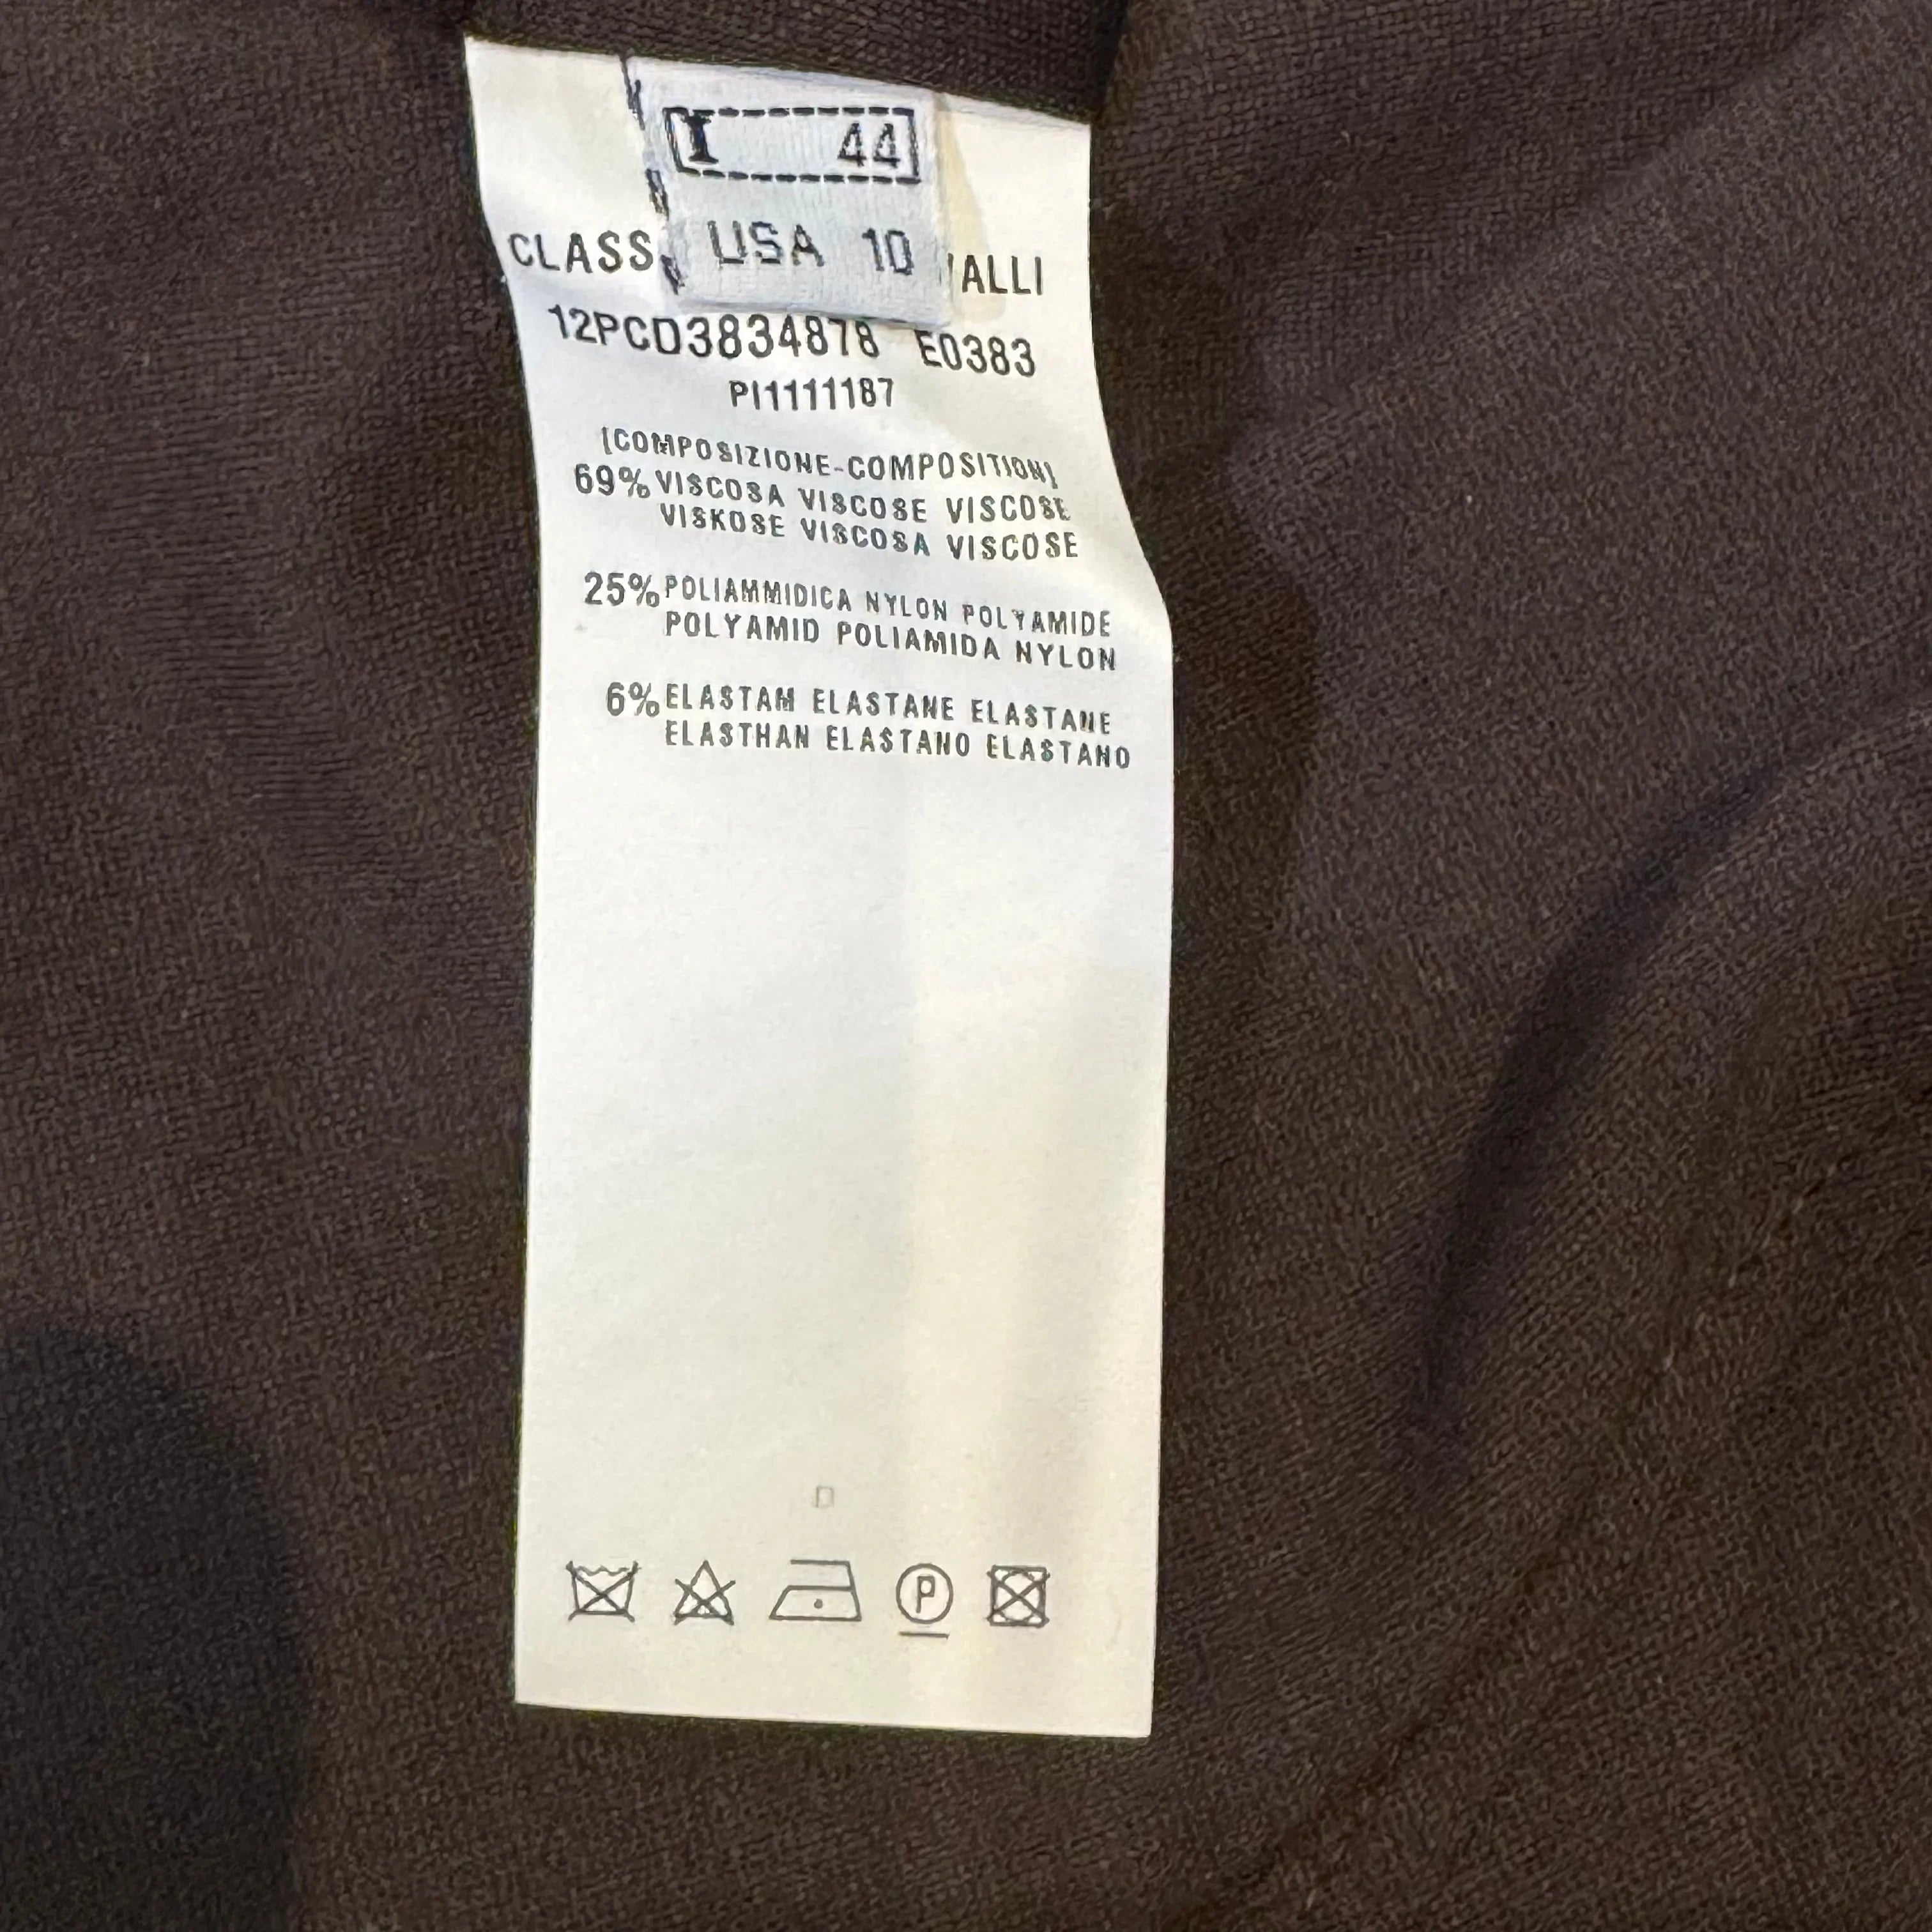 I 44
USA 10
CLASS ALLI
12PCD3834878 E0383
PI1111187
[COMPOSIZIONE-COMPOSITION]
69% VISCOSA VISCOSE VISCOSE
VISKOSE VISCOSA VISCOSE
25% POLIAMMIDICA NYLON POLYAMIDE
POLYAMID POLIAMIDA NYLON
6% ELASTAM ELASTANE ELASTANE
ELASTHAN ELASTANO ELASTANO
P